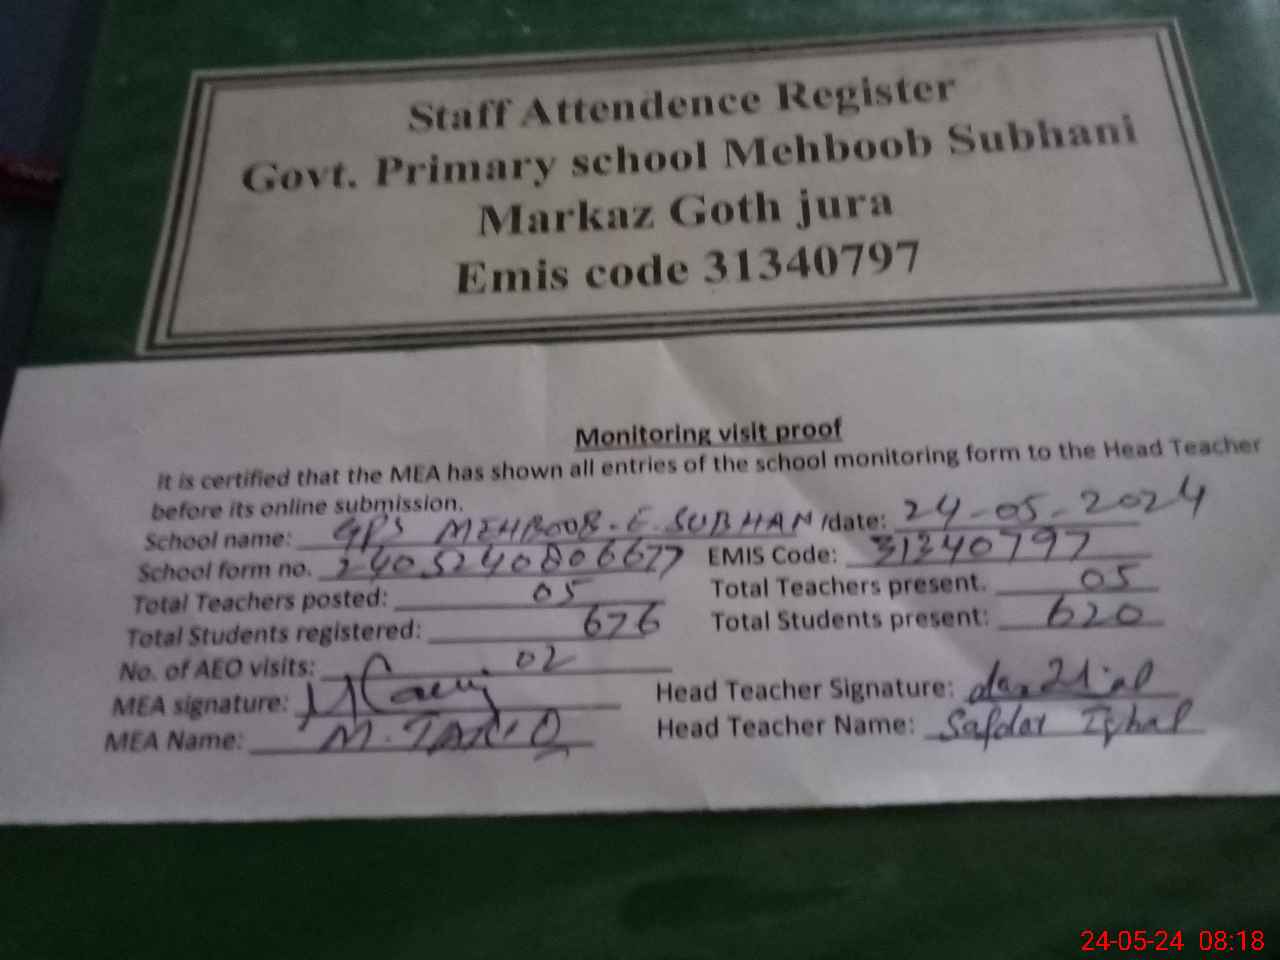 Staff Attendence Register
Govt. Primary school Mehboob Subhani
Markaz Goth jura
Emis code 31340797
Monitoring visit proof
It is certified that the MEA has shown all entries of the school monitoring form to the Head Teacher
before its online submission.
School name: GPS MEHBOOB-E-SUBHANI /date: 24-05-2024
School form no. EMIS Code: 31340797
Total Teachers posted: 05 Total Teachers present. 05
Total Students registered: 676 Total Students present: 620
No. of AEO visits: 02
MEA signature: Head Teacher Signature:
MEA Name: M. TARIQ Head Teacher Name: Safdar Iqbal
24-05-24 08:18